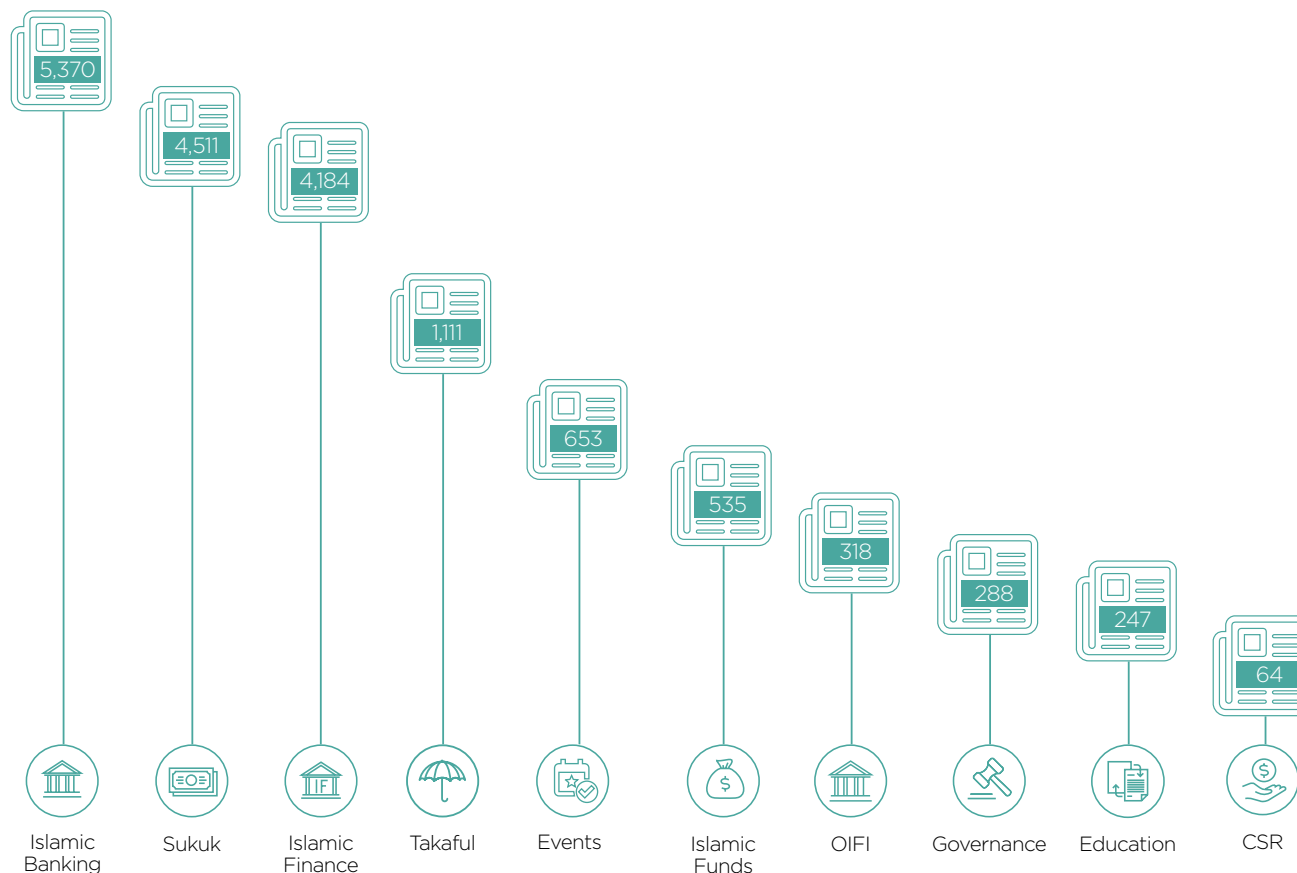 5,370
4,511
4,184
1,111
653
535
318
288
247
64
IF
$
$
Islamic
Banking
Sukuk
Islamic
Finance
Takaful
Events
Islamic
Funds
OIFI
Governance
Education
CSR